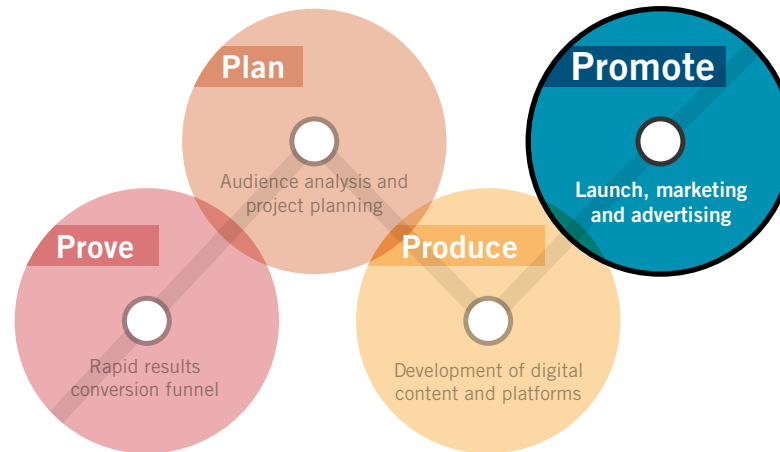 Prove
Rapid results
conversion funnel
Plan
Audience analysis and
project planning
Produce
Development of digital
content and platforms
Promote
Launch, marketing
and advertising